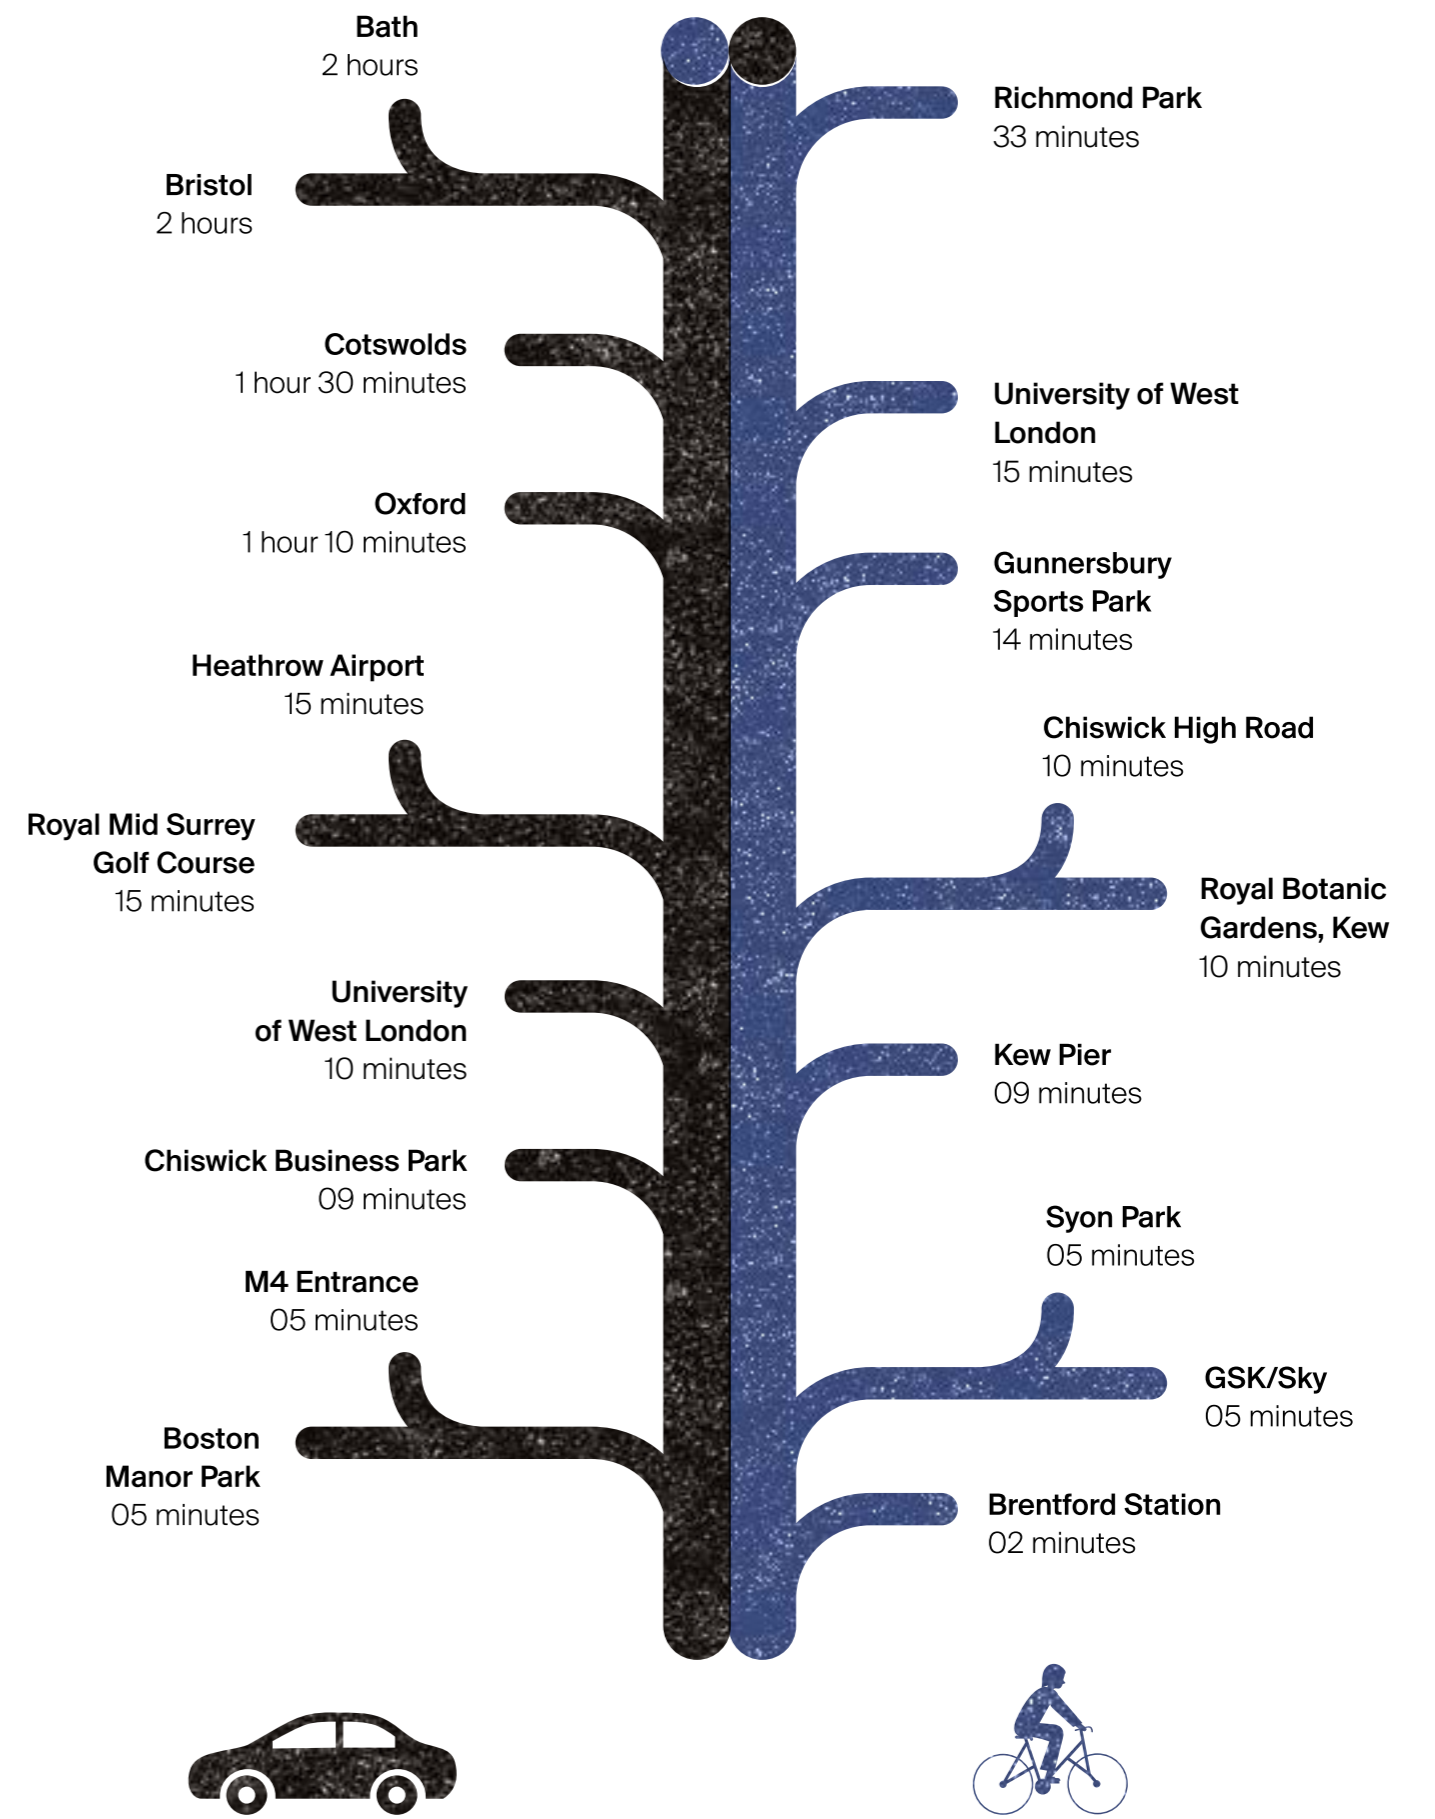 Bath
2 hours
Bristol
2 hours
Cotswolds
1 hour 30 minutes
Oxford
1 hour 10 minutes
Heathrow Airport
15 minutes
Royal Mid Surrey
Golf Course
15 minutes
University
of West London
10 minutes
Chiswick Business Park
09 minutes
M4 Entrance
05 minutes
Boston
Manor Park
05 minutes
Richmond Park
33 minutes
University of West
London
15 minutes
Gunnersbury
Sports Park
14 minutes
Chiswick High Road
10 minutes
Royal Botanic
Gardens, Kew
10 minutes
Kew Pier
09 minutes
Syon Park
05 minutes
GSK/Sky
05 minutes
Brentford Station
02 minutes